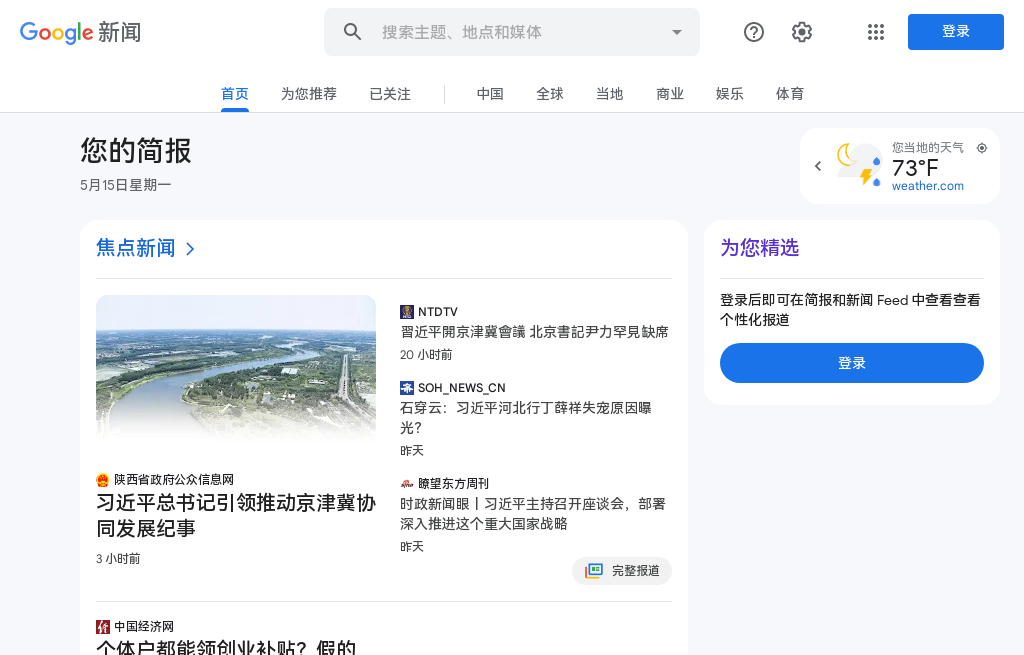 Google 新闻
搜索主题、地点和媒体
登录
首页
为您推荐
已关注
中国
全球
当地
商业
娱乐
体育
您的简报
5月15日星期一
您当地的天气
73°F
weather.com
焦点新闻
陕西省政府公众信息网
习近平总书记引领推动京津冀协
同发展纪事
3 小时前
NTDTV
習近平開京津冀會議 北京書記尹力罕見缺席
20 小时前
SOH_NEWS_CN
石穿云：习近平河北行丁薛祥失宠原因曝
光？
昨天
瞭望东方周刊
时政新闻眼丨习近平主持召开座谈会，部署
深入推进这个重大国家战略
昨天
完整报道
中国经济网
个体户都能领创业补贴？假的
为您精选
登录后即可在简报和新闻 Feed 中查看查看
个性化报道
登录